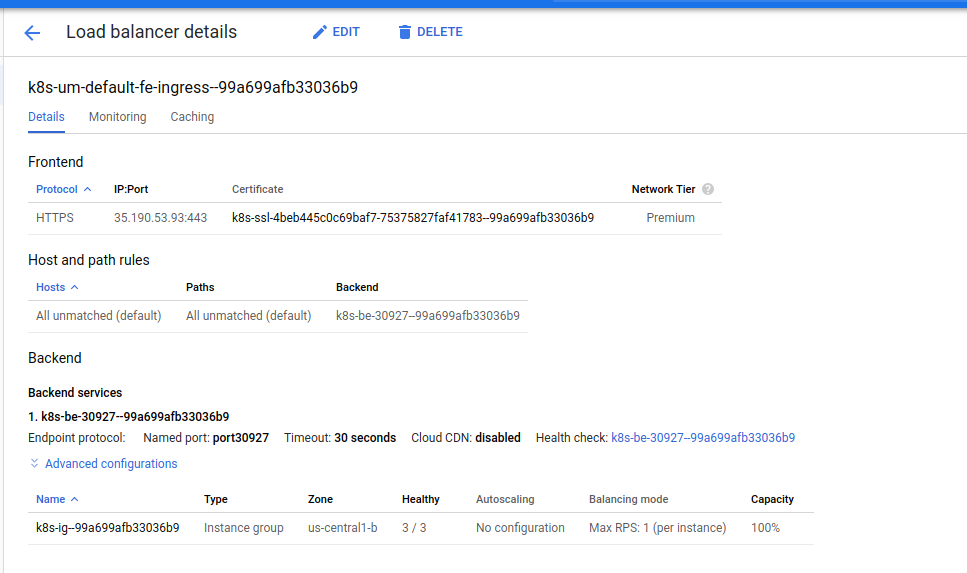 Load balancer details EDIT DELETE
k8s-um-default-fe-ingress--99a699afb33036b9
Details Monitoring Caching
Frontend
Protocol IP:Port Certificate Network Tier ?
HTTPS 35.190.53.93:443 k8s-ssl-4beb445c0c69baf7-75375827faf41783--99a699afb33036b9 Premium
Host and path rules
Hosts Paths Backend
All unmatched (default) All unmatched (default) k8s-be-30927--99a699afb33036b9
Backend
Backend services
1. k8s-be-30927--99a699afb33036b9
Endpoint protocol: Named port: port30927 Timeout: 30 seconds Cloud CDN: disabled Health check: k8s-be-30927--99a699afb33036b9
Advanced configurations
Name Type Zone Healthy Autoscaling Balancing mode Capacity
k8s-ig--99a699afb33036b9 Instance group us-central1-b 3 / 3 No configuration Max RPS: 1 (per instance) 100%